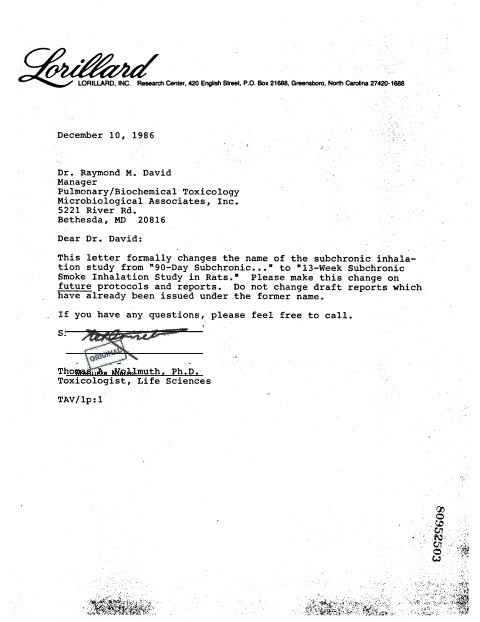 Lorillard
LORILLARD, INC. Research Center, 420 English Street, P.O. Box 21688, Greensboro, North Carolina 27420-1688
December 10, 1986
Dr. Raymond M. David
Manager
Pulmonary/Biochemical Toxicology
Microbiological Associates, Inc.
5221 River Rd.
Bethesda, MD 20816
Dear Dr. David:
This letter formally changes the name of the subchronic inhala-
tion study from "90-Day Subchronic..." to "13-Week Subchronic
Smoke Inhalation Study in Rats." Please make this change on
future protocols and reports. Do not change draft reports which
have already been issued under the former name.
If you have any questions, please feel free to call.
S:
ORIGINAL
Thomas A. Vollmuth, Ph.D.
Toxicologist, Life Sciences
TAV/lp:1
80952503